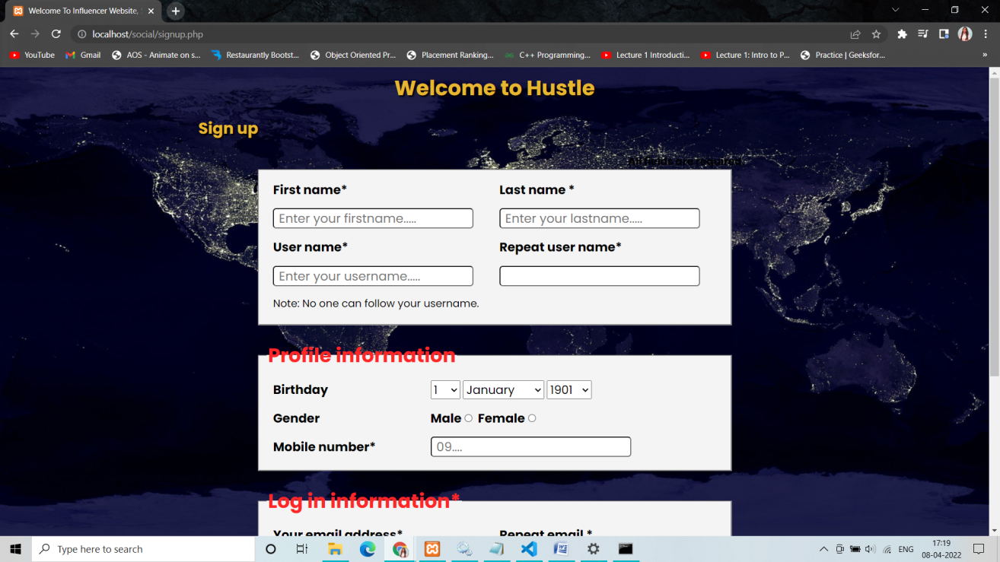 Welcome To Influencer Website,
localhost/social/signup.php
YouTube Gmail AOS - Animate on s... Restaurantly Bootst... Object Oriented Pr... Placement Ranking... C++ Programming... Lecture 1 Introducti... Lecture 1: Intro to P... Practice | Geeksfor... »
Welcome to Hustle
Sign up
All fields are required
First name* Last name *
Enter your firstname..... Enter your lastname.....
User name* Repeat user name*
Enter your username.....
Note: No one can follow your username.
Profile information
Birthday 1 January 1901
Gender Male Female
Mobile number* 09....
Log in information*
Your email address* Repeat email *
Type here to search
ENG
17:19
08-04-2022